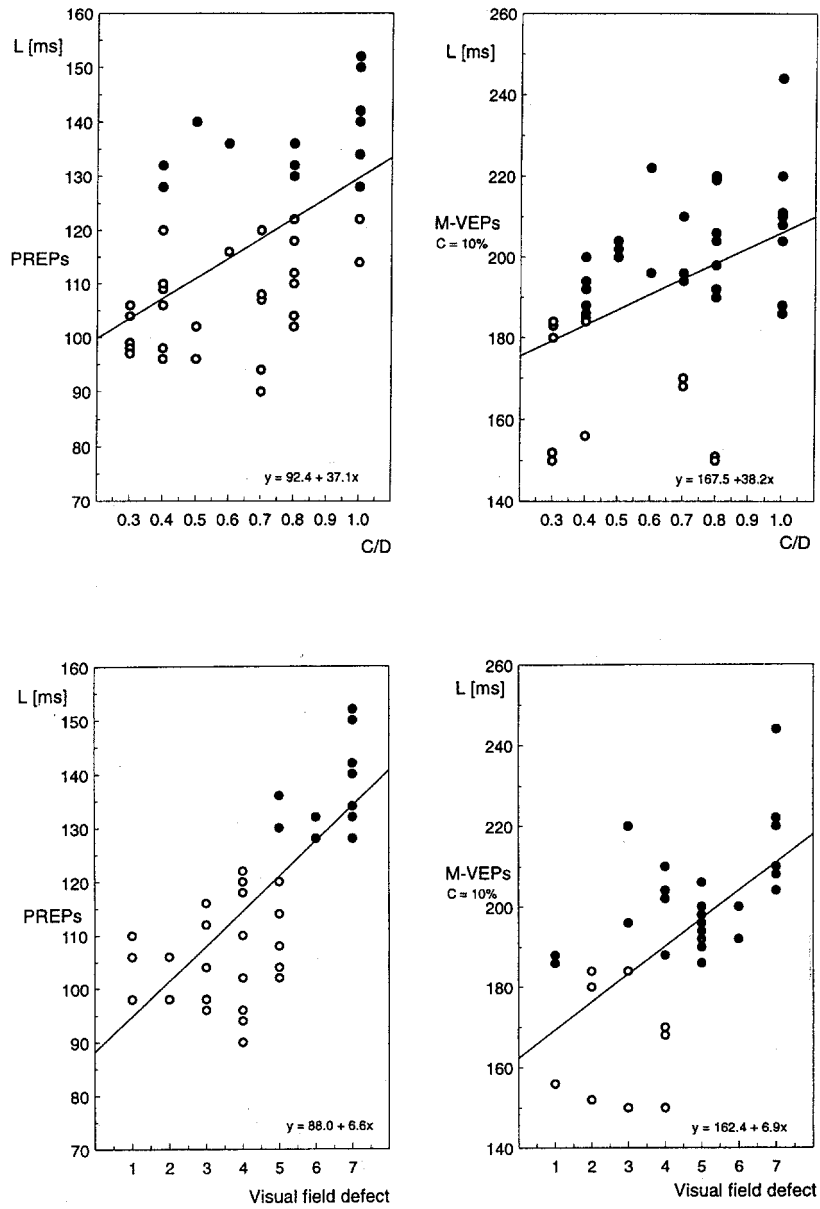 L [ms]
160
150
140
130
120
PREPs
110
100
90
80
70
y = 92.4 + 37.1x
0.3 0.4 0.5 0.6 0.7 0.8 1.0
C/D
260
L [ms]
240
220
M-VEPs
C = 10%
200
180
160
140
y = 167.5 +38.2x
0.3 0.4 0.5 0.6 0.7 0.8 1.0
C/D
160
L [ms]
150
140
130
120
PREPs
110
100
90
80
70
y = 88.0 + 6.6x
1 2 3 4 5 6 7
Visual field defect
260
L [ms]
240
220
M-VEPs
C = 10%
200
180
160
140
y = 162.4 + 6.9x
1 2 3 4 5 6 7
Visual field defect